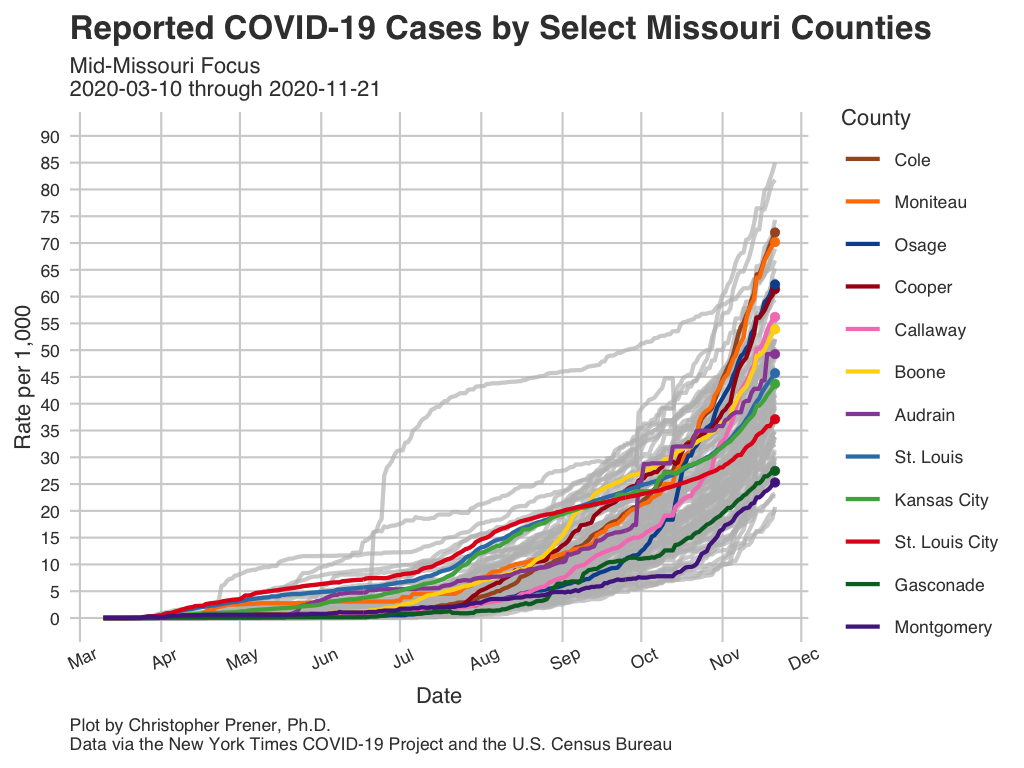 Reported COVID-19 Cases by Select Missouri Counties
Mid-Missouri Focus
2020-03-10 through 2020-11-21
County
90
85
80
75
70
65
60
55
50
45
40
35
30
25
20
15
10
5
0
Rate per 1,000
Cole
Moniteau
Osage
Cooper
Callaway
Boone
Audrain
St. Louis
Kansas City
St. Louis City
Gasconade
Montgomery
Mar
Apr
May
Jun
Jul
Aug
Sep
Oct
Nov
Dec
Date
Plot by Christopher Prener, Ph.D.
Data via the New York Times COVID-19 Project and the U.S. Census Bureau